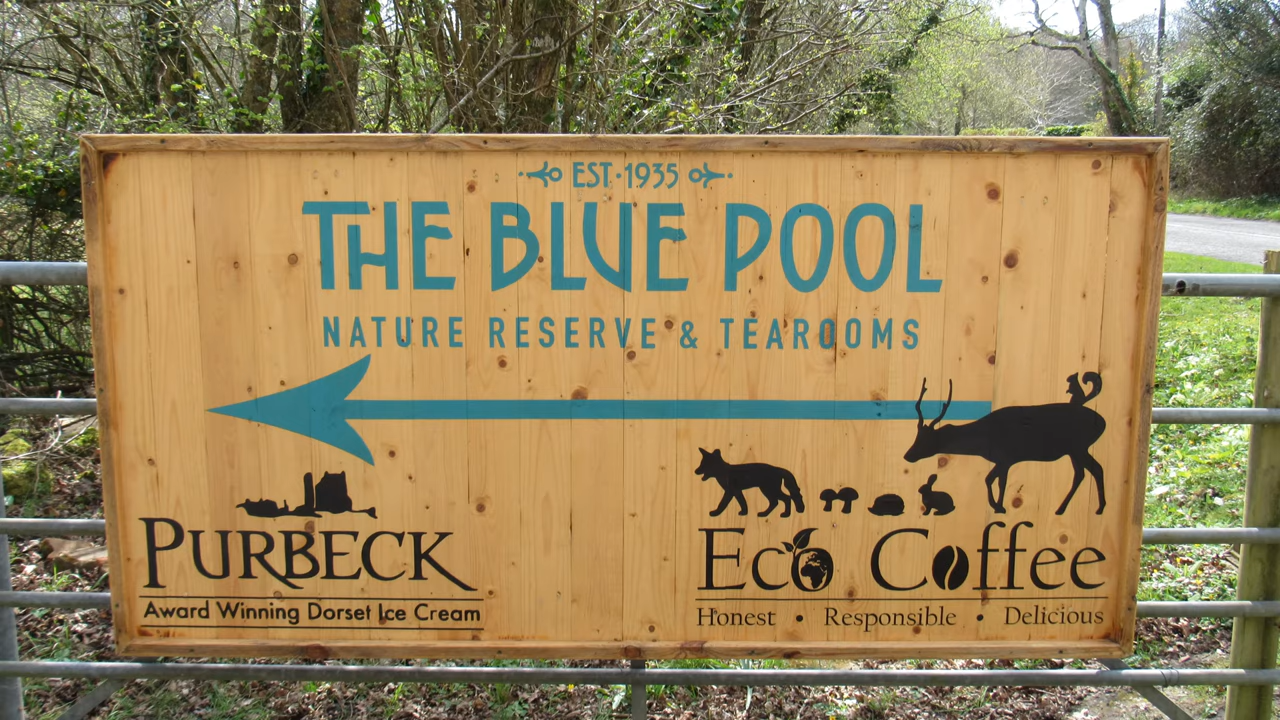 EST·1935
THE BLUE POOL
NATURE RESERVE & TEAROOMS
PURBECK
Award Winning Dorset Ice Cream
Eco Coffee
Honest • Responsible • Delicious